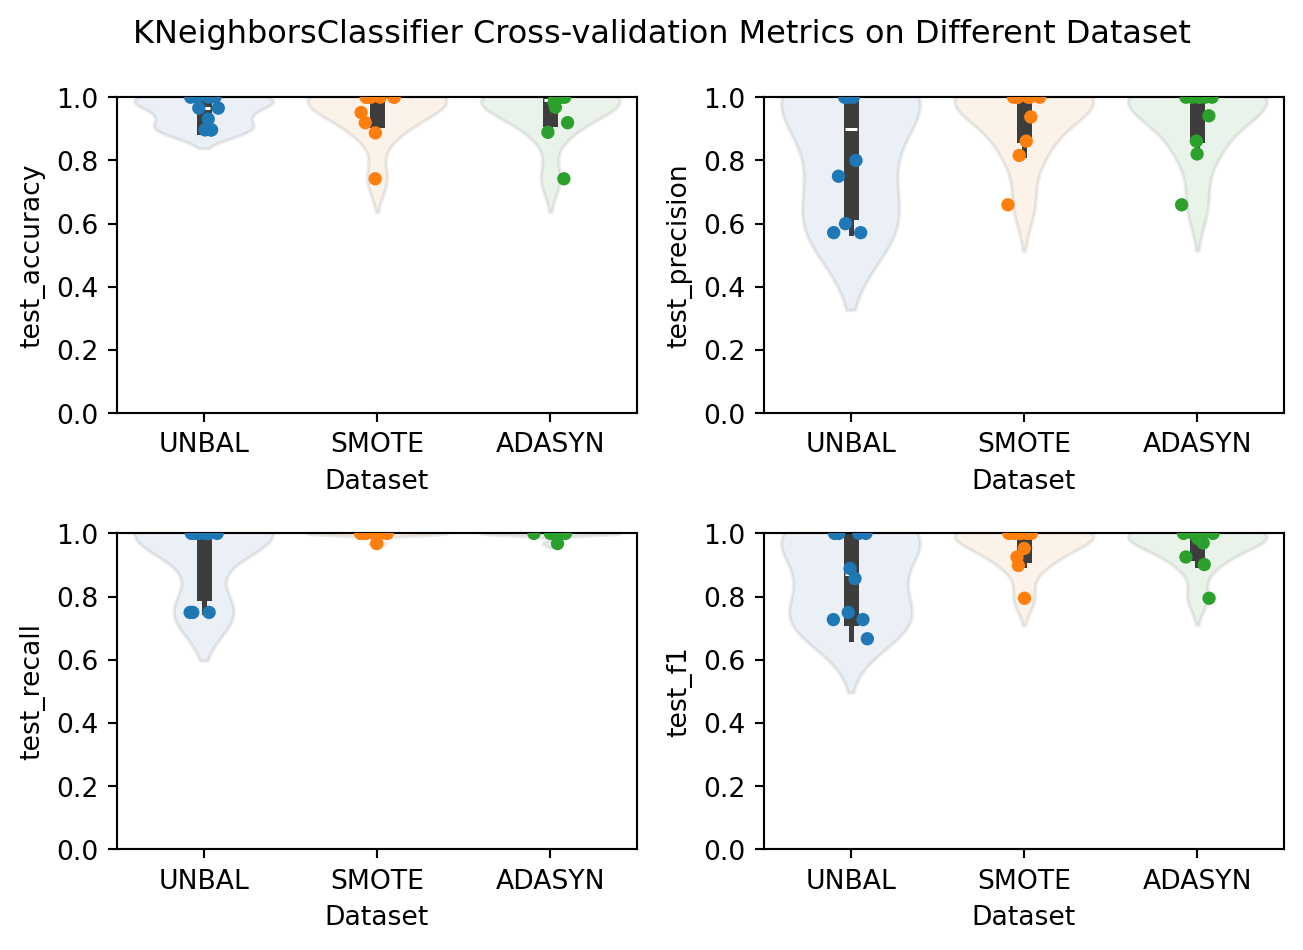 KNeighborsClassifier Cross-validation Metrics on Different Dataset
test_accuracy
1.0
0.8
0.6
0.4
0.2
0.0
UNBAL SMOTE ADASYN
Dataset
test_precision
1.0
0.8
0.6
0.4
0.2
0.0
UNBAL SMOTE ADASYN
Dataset
test_recall
1.0
0.8
0.6
0.4
0.2
0.0
UNBAL SMOTE ADASYN
Dataset
test_f1
1.0
0.8
0.6
0.4
0.2
0.0
UNBAL SMOTE ADASYN
Dataset